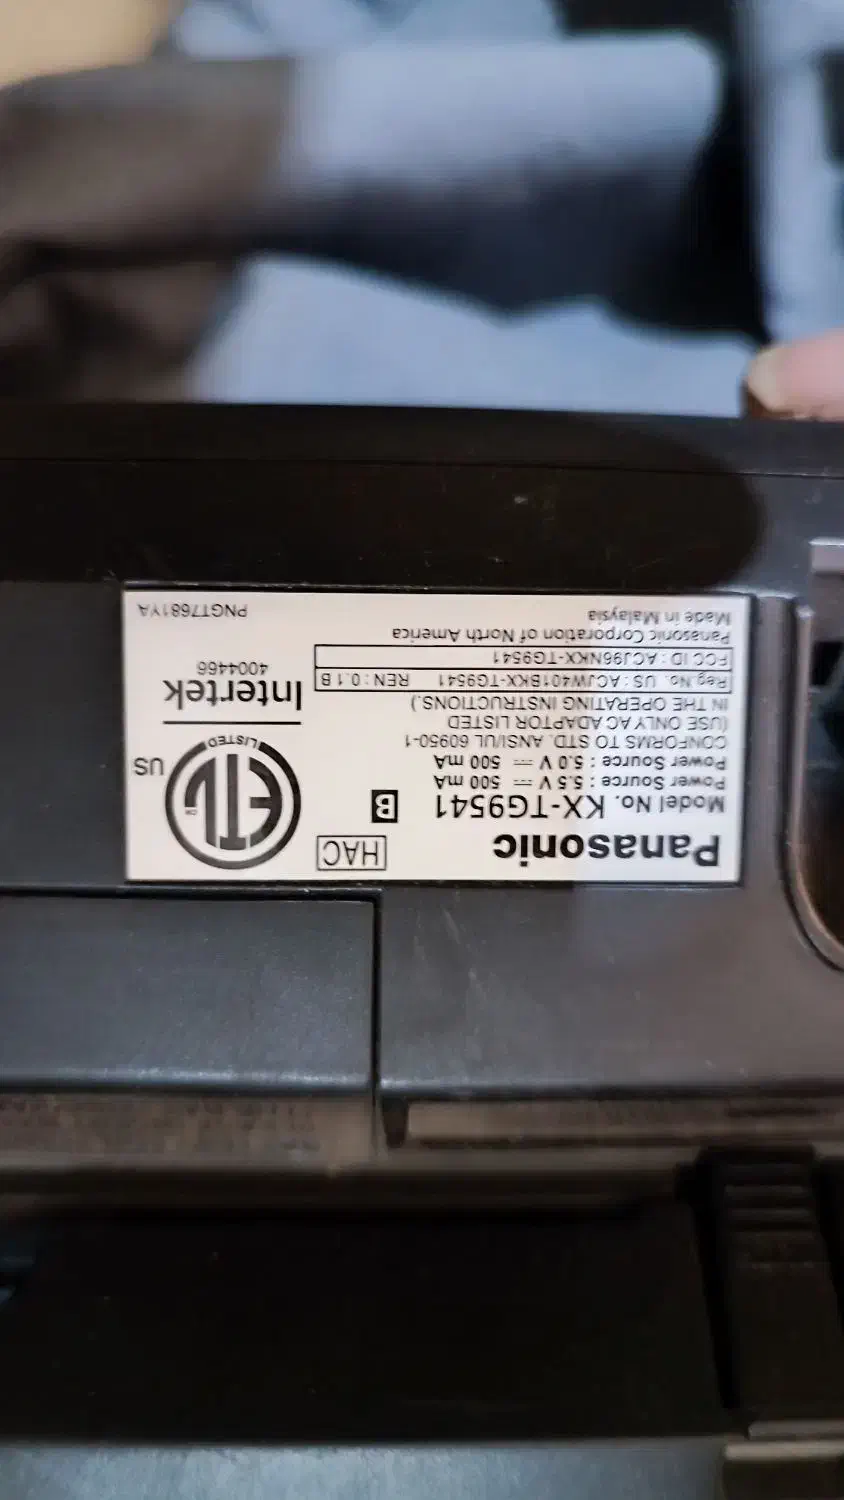 Panasonic
HAC
Model No. KX-TG9541 B
Power Source : 5.5 V ⎓ 500 mA
Power Source : 5.0 V ⎓ 500 mA
CONFORMS TO STD. ANSI/UL 60950-1
(USE ONLY AC ADAPTOR LISTED
IN THE OPERATING INSTRUCTIONS.)
Reg No. US : ACJW401BKX-TG9541 REN : 0.1 B
FCC ID : ACJ96NKX-TG9541
Panasonic Corporation of North America
Made in Malaysia
ETL
CM
LISTED
US
Intertek
4004466
PNGT7681YA